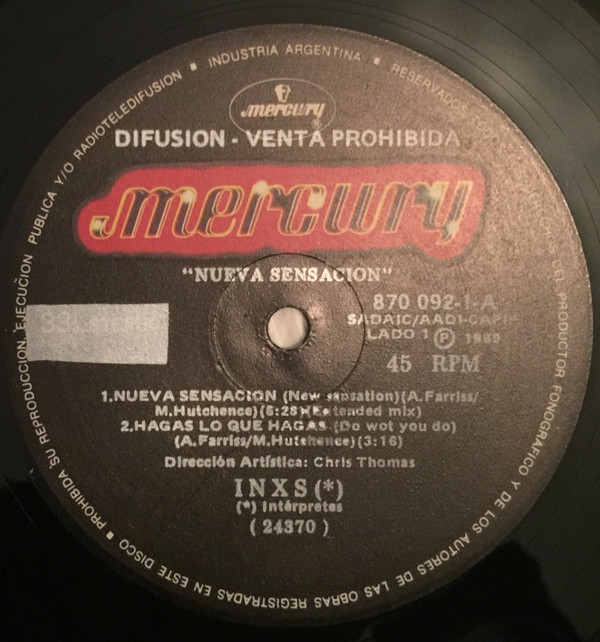 PROHIBIDA SU REPRODUCCION, EJECUCION PUBLICA Y/O RADIOTELEDIFUSION ■ INDUSTRIA ARGENTINA ■ RESERVADOS DEL PRODUCTOR FONOGRAFICO Y DE LOS AUTORES DE LAS OBRAS REGISTRADAS EN ESTE DISCO ■
mercury
DIFUSION - VENTA PROHIBIDA
mercury
"NUEVA SENSACION"
870 092-1-A
SADAIC/AADI-CAPIF
LADO 1 Ⓟ 1989
45 RPM
1.NUEVA SENSACION (New sensation)(A.Farriss/
M.Hutchence)(6:28)(Extended mix)
2.HAGAS LO QUE HAGAS (Do wot you do)
(A.Farriss/M.Hutchence)(3:16)
Dirección Artística: Chris Thomas
INXS(*)
(*) Intérpretes
( 24370 )